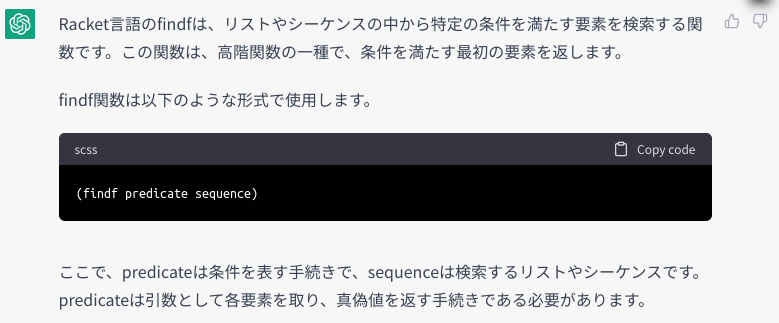 Racket言語のfindfは、リストやシーケンスの中から特定の条件を満たす要素を検索する関
数です。この関数は、高階関数の一種で、条件を満たす最初の要素を返します。
findf関数は以下のような形式で使用します。
scss
Copy code
(findf predicate sequence)
ここで、predicateは条件を表す手続きで、sequenceは検索するリストやシーケンスです。
predicateは引数として各要素を取り、真偽値を返す手続きである必要があります。